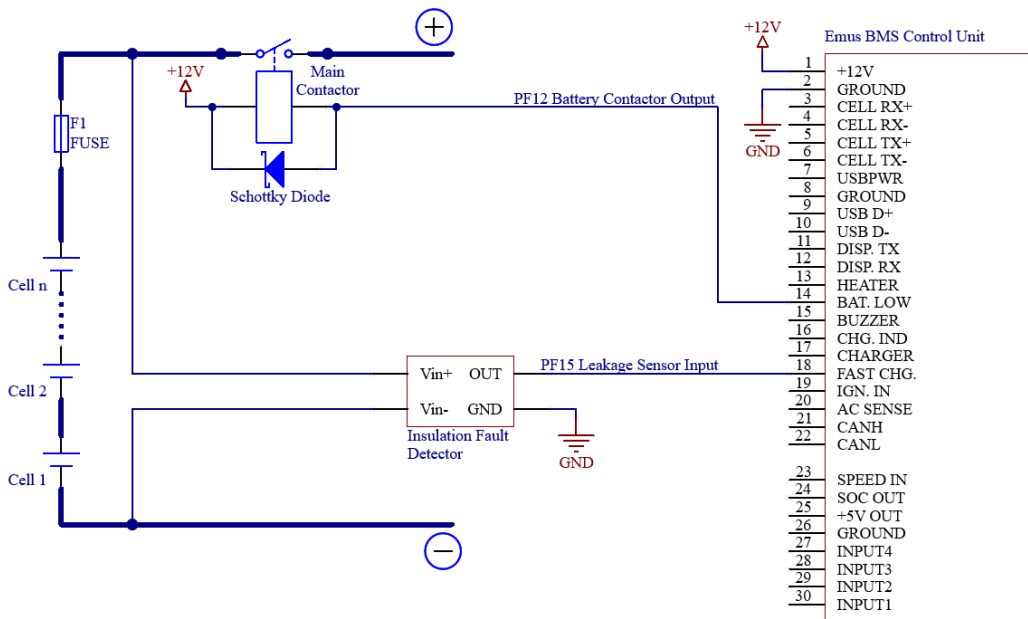 +12V
Emus BMS Control Unit
+
Main
Contactor
+12V
PF12 Battery Contactor Output
F1
FUSE
Schottky Diode
GND
1 +12V
2 GROUND
3 CELL RX+
4 CELL RX-
5 CELL TX+
6 CELL TX-
7 USBPWR
8 GROUND
9 USB D+
10 USB D-
11 DISP. TX
12 DISP. RX
13 HEATER
14 BAT. LOW
15 BUZZER
16 CHG. IND
17 CHARGER
18 FAST CHG.
19 IGN. IN
20 AC SENSE
21 CANH
22 CANL
23 SPEED IN
24 SOC OUT
25 +5V OUT
26 GROUND
27 INPUT4
28 INPUT3
29 INPUT2
30 INPUT1
Cell n
Cell 2
Cell 1
PF15 Leakage Sensor Input
Vin+ OUT
Vin- GND
Insulation Fault
Detector
GND
−